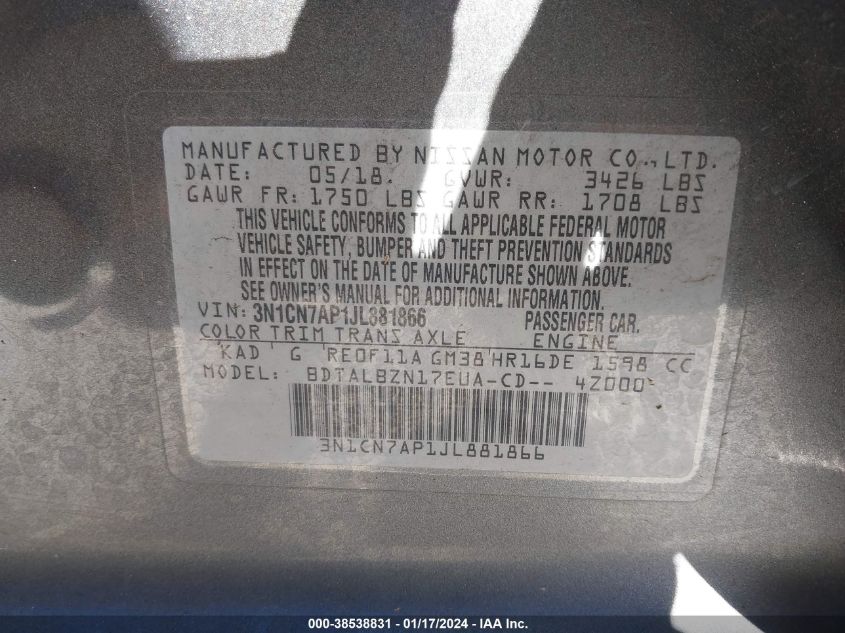 MANUFACTURED BY NISSAN MOTOR CO., LTD.
DATE: 05/18. GVWR: 3426 LBS
GAWR FR: 1750 LBS GAWR RR: 1708 LBS
THIS VEHICLE CONFORMS TO ALL APPLICABLE FEDERAL MOTOR
VEHICLE SAFETY, BUMPER AND THEFT PREVENTION STANDARDS
IN EFFECT ON THE DATE OF MANUFACTURE SHOWN ABOVE.
SEE OWNER'S MANUAL FOR ADDITIONAL INFORMATION.
VIN: 3N1CN7AP1JL881866 PASSENGER CAR.
COLOR TRIM TRANS AXLE ENGINE
KAD G RE0F11A GM38 HR16DE 1598 CC
MODEL: BDTALBZN17EUA-CD-- 4Z000
3N1CN7AP1JL881866
000-38538831 - 01/17/2024 - IAA, Inc.